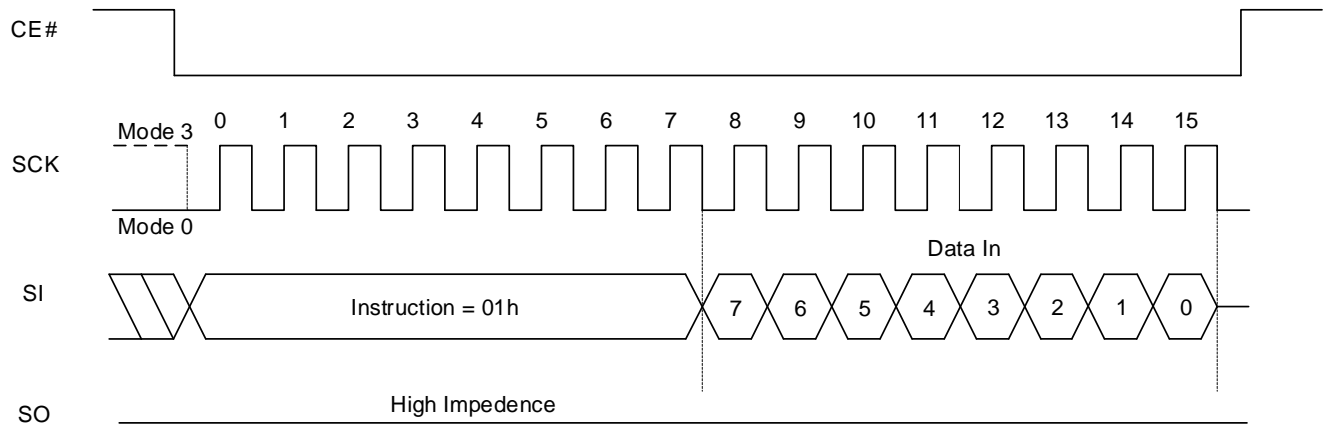 CE#
0 1 2 3 4 5 6 7 8 9 10 11 12 13 14 15
Mode 3
SCK
Mode 0
Data In
SI
Instruction = 01h
7 6 5 4 3 2 1 0
High Impedence
SO